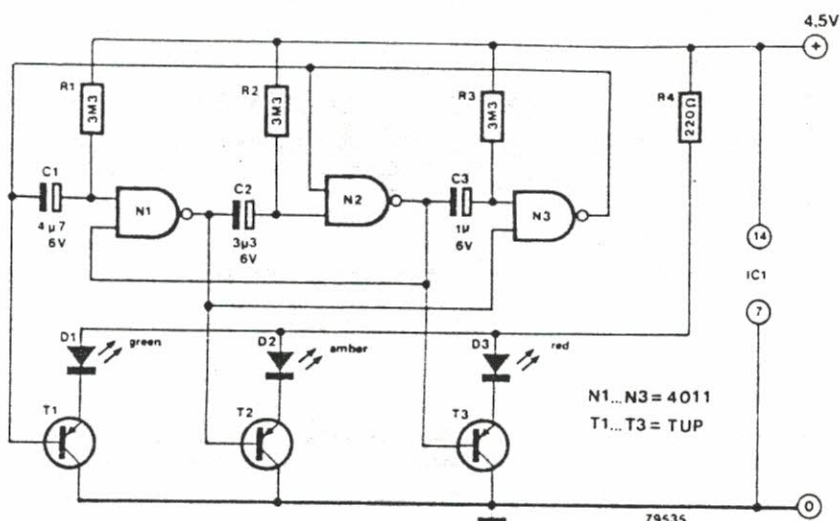 4,5V
+
R1
3M3
R2
3M3
R3
3M3
R4
220Ω
C1
4µ7
6V
N1
C2
3µ3
6V
N2
C3
1µ
6V
N3
14
IC1
7
D1
green
D2
amber
D3
red
T1
T2
T3
N1...N3 = 4011
T1...T3 = TUP
0
79535